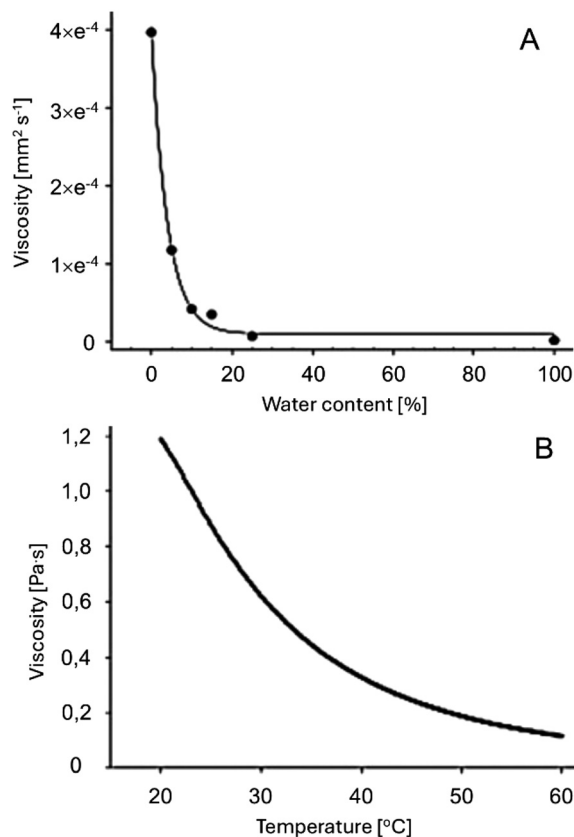 A
Viscosity [mm² s⁻¹]
4×e⁻⁴
3×e⁻⁴
2×e⁻⁴
1×e⁻⁴
0
0 20 40 60 80 100
Water content [%]
B
Viscosity [Pa·s]
1,2
1,0
0,8
0,6
0,4
0,2
0
20 30 40 50 60
Temperature [°C]